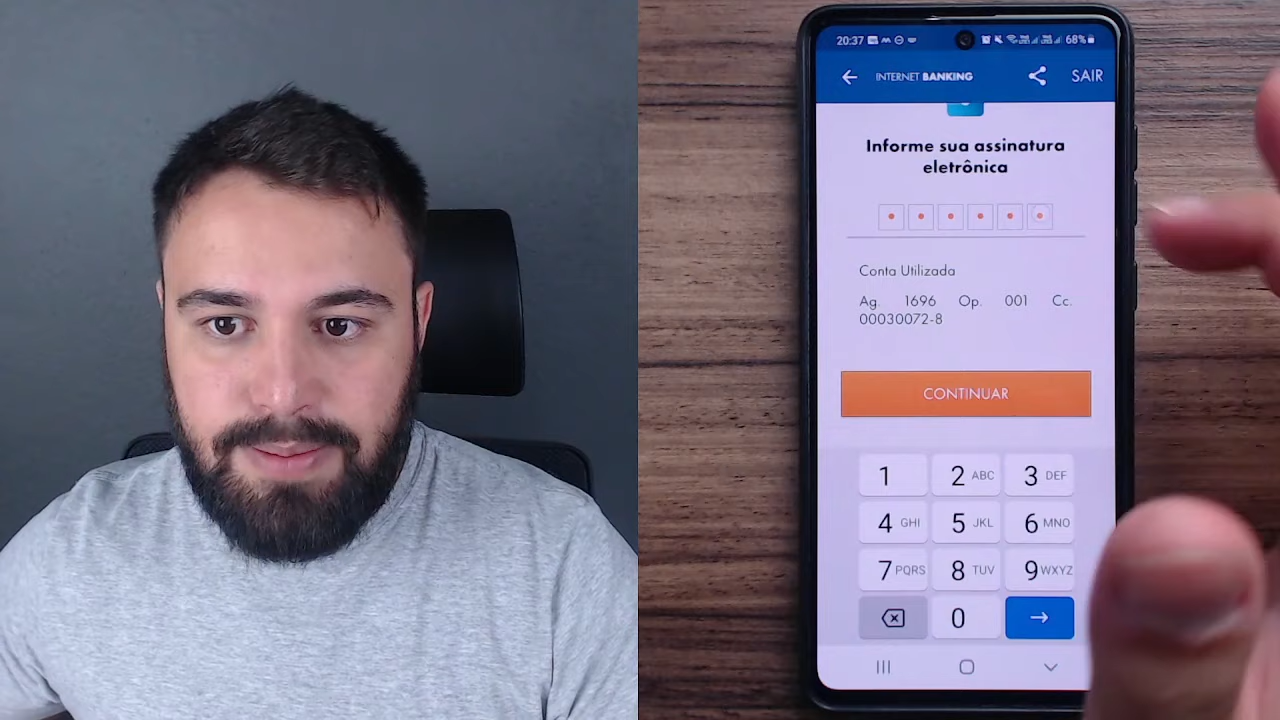 20:37 68%
INTERNET BANKING SAIR
Informe sua assinatura
eletrônica
Conta Utilizada
Ag. 1696 Op. 001 Cc.
00030072-8
CONTINUAR
1 2 ABC 3 DEF
4 GHI 5 JKL 6 MNO
7 PQRS 8 TUV 9 WXYZ
0